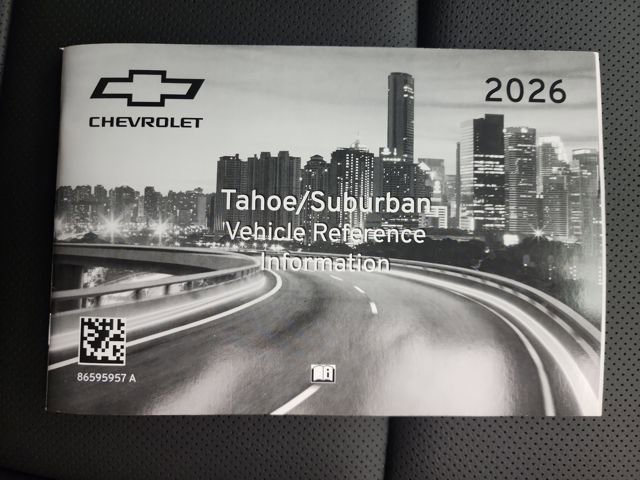 CHEVROLET
2026
Tahoe/Suburban
Vehicle Reference
Information
86595957 A